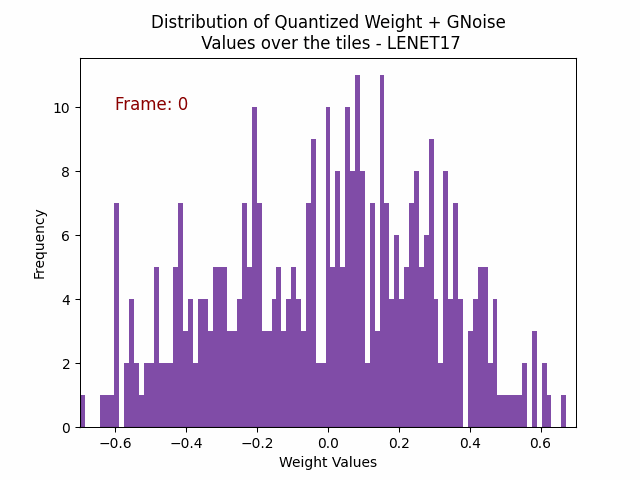 Distribution of Quantized Weight + GNoise
Values over the tiles - LENET17
Frame: 0
10
8
6
4
2
0
Frequency
−0.6 −0.4 −0.2 0.0 0.2 0.4 0.6
Weight Values